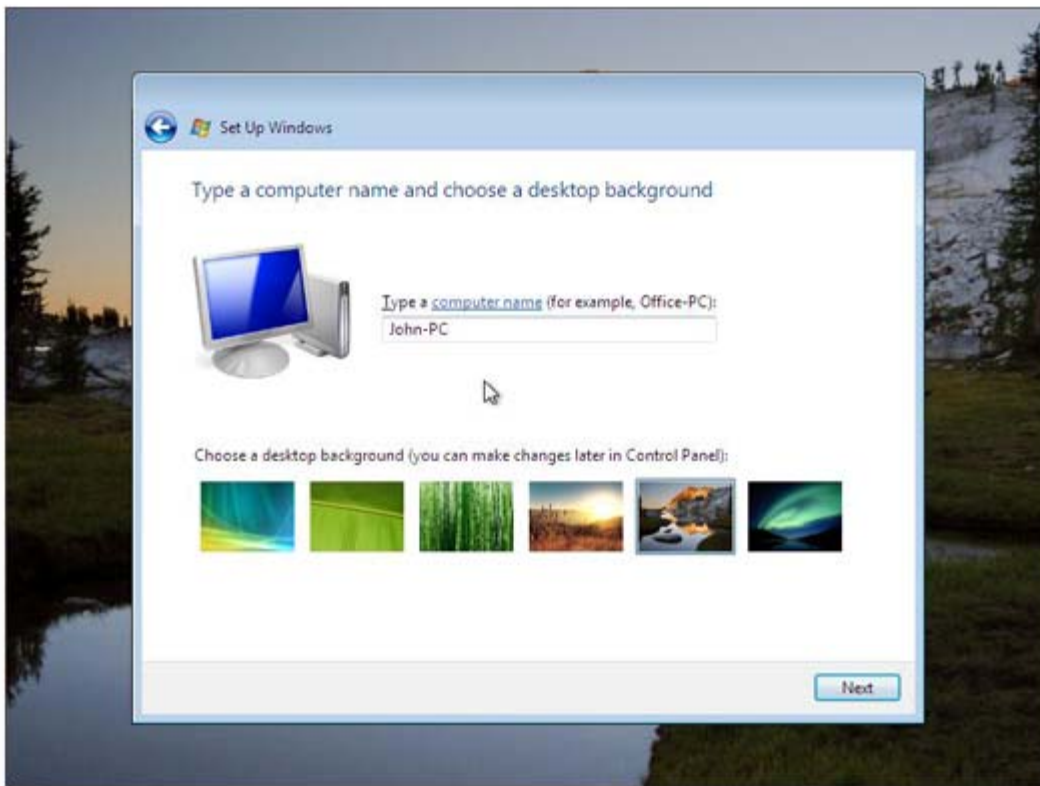 Set Up Windows
Type a computer name and choose a desktop background
Type a computer name (for example, Office-PC):
John-PC
Choose a desktop background (you can make changes later in Control Panel):
Next